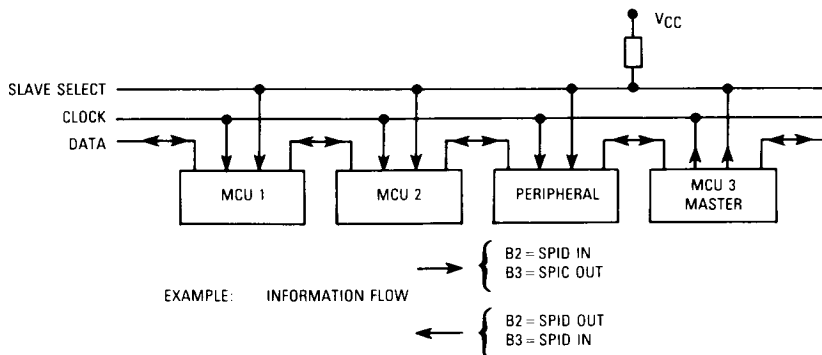 VCC
SLAVE SELECT
CLOCK
DATA
MCU 1
MCU 2
PERIPHERAL
MCU 3
MASTER
B2 = SPID IN
B3 = SPIC OUT
EXAMPLE: INFORMATION FLOW
B2 = SPID OUT
B3 = SPID IN